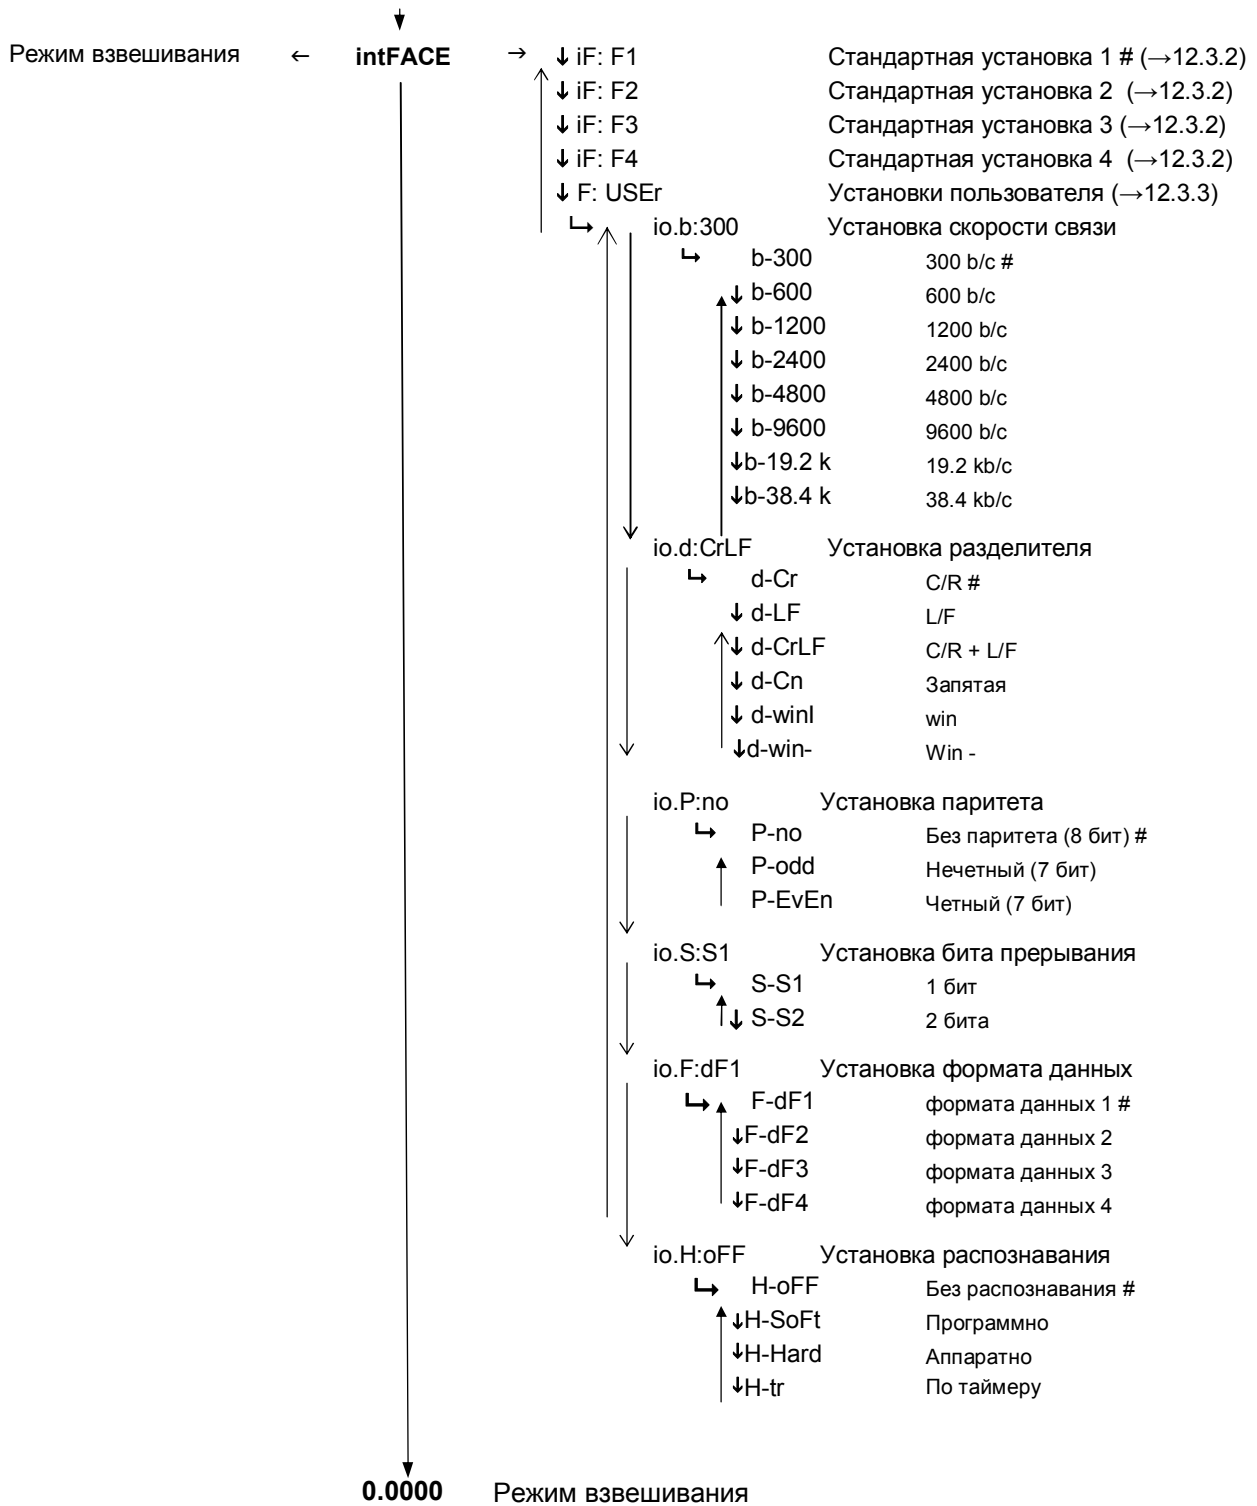 Режим взвешивания ← intFACE → ↓ iF: F1 Стандартная установка 1 # (→12.3.2)
↓ iF: F2 Стандартная установка 2 (→12.3.2)
↓ iF: F3 Стандартная установка 3 (→12.3.2)
↓ iF: F4 Стандартная установка 4 (→12.3.2)
↓ F: USEr Установки пользователя (→12.3.3)
io.b:300 Установка скорости связи
b-300 300 b/c #
↓ b-600 600 b/c
↓ b-1200 1200 b/c
↓ b-2400 2400 b/c
↓ b-4800 4800 b/c
↓ b-9600 9600 b/c
↓b-19.2 k 19.2 kb/c
↓b-38.4 k 38.4 kb/c
io.d:CrLF Установка разделителя
d-Cr C/R #
↓ d-LF L/F
↓ d-CrLF C/R + L/F
↓ d-Cn Запятая
↓ d-winl win
↓d-win- Win -
io.P:no Установка паритета
P-no Без паритета (8 бит) #
P-odd Нечетный (7 бит)
P-EvEn Четный (7 бит)
io.S:S1 Установка бита прерывания
S-S1 1 бит
↓ S-S2 2 бита
io.F:dF1 Установка формата данных
F-dF1 формата данных 1 #
↓F-dF2 формата данных 2
↓F-dF3 формата данных 3
↓F-dF4 формата данных 4
io.H:oFF Установка распознавания
H-oFF Без распознавания #
↓H-SoFt Программно
↓H-Hard Аппаратно
↓H-tr По таймеру
0.0000 Режим взвешивания